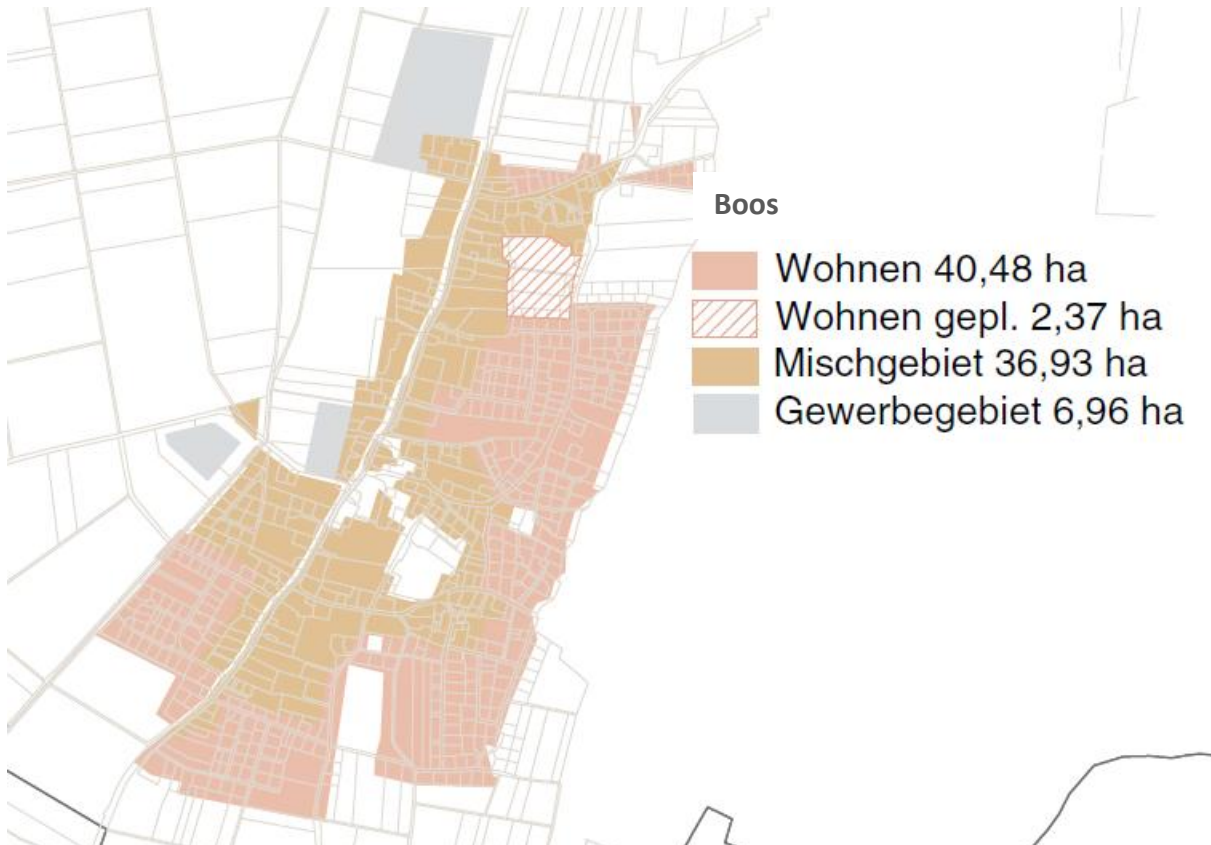 Boos
Wohnen 40,48 ha
Wohnen gepl. 2,37 ha
Mischgebiet 36,93 ha
Gewerbegebiet 6,96 ha